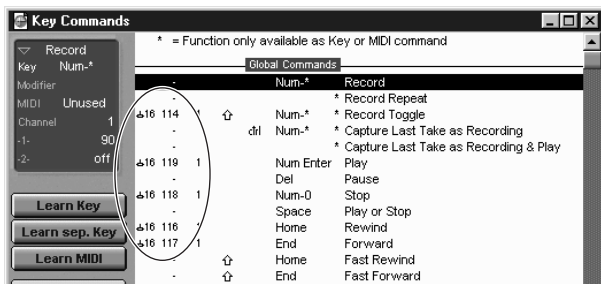 Key Commands
* = Function only available as Key or MIDI command
Global Commands
Record
Key Num-*
Modifier
MIDI Unused
Channel 1
-1- 90
-2- off
Learn Key
Learn sep. Key
Learn MIDI
- Num-* Record
- * Record Repeat
16 114 1 ⇧ Num-* * Record Toggle
- ctrl Num-* * Capture Last Take as Recording
- * Capture Last Take as Recording & Play
16 119 1 Num Enter Play
- Del Pause
16 118 1 Num-0 Stop
- Space Play or Stop
16 116 1 Home Rewind
16 117 1 End Forward
- ⇧ Home Fast Rewind
- ⇧ End Fast Forward